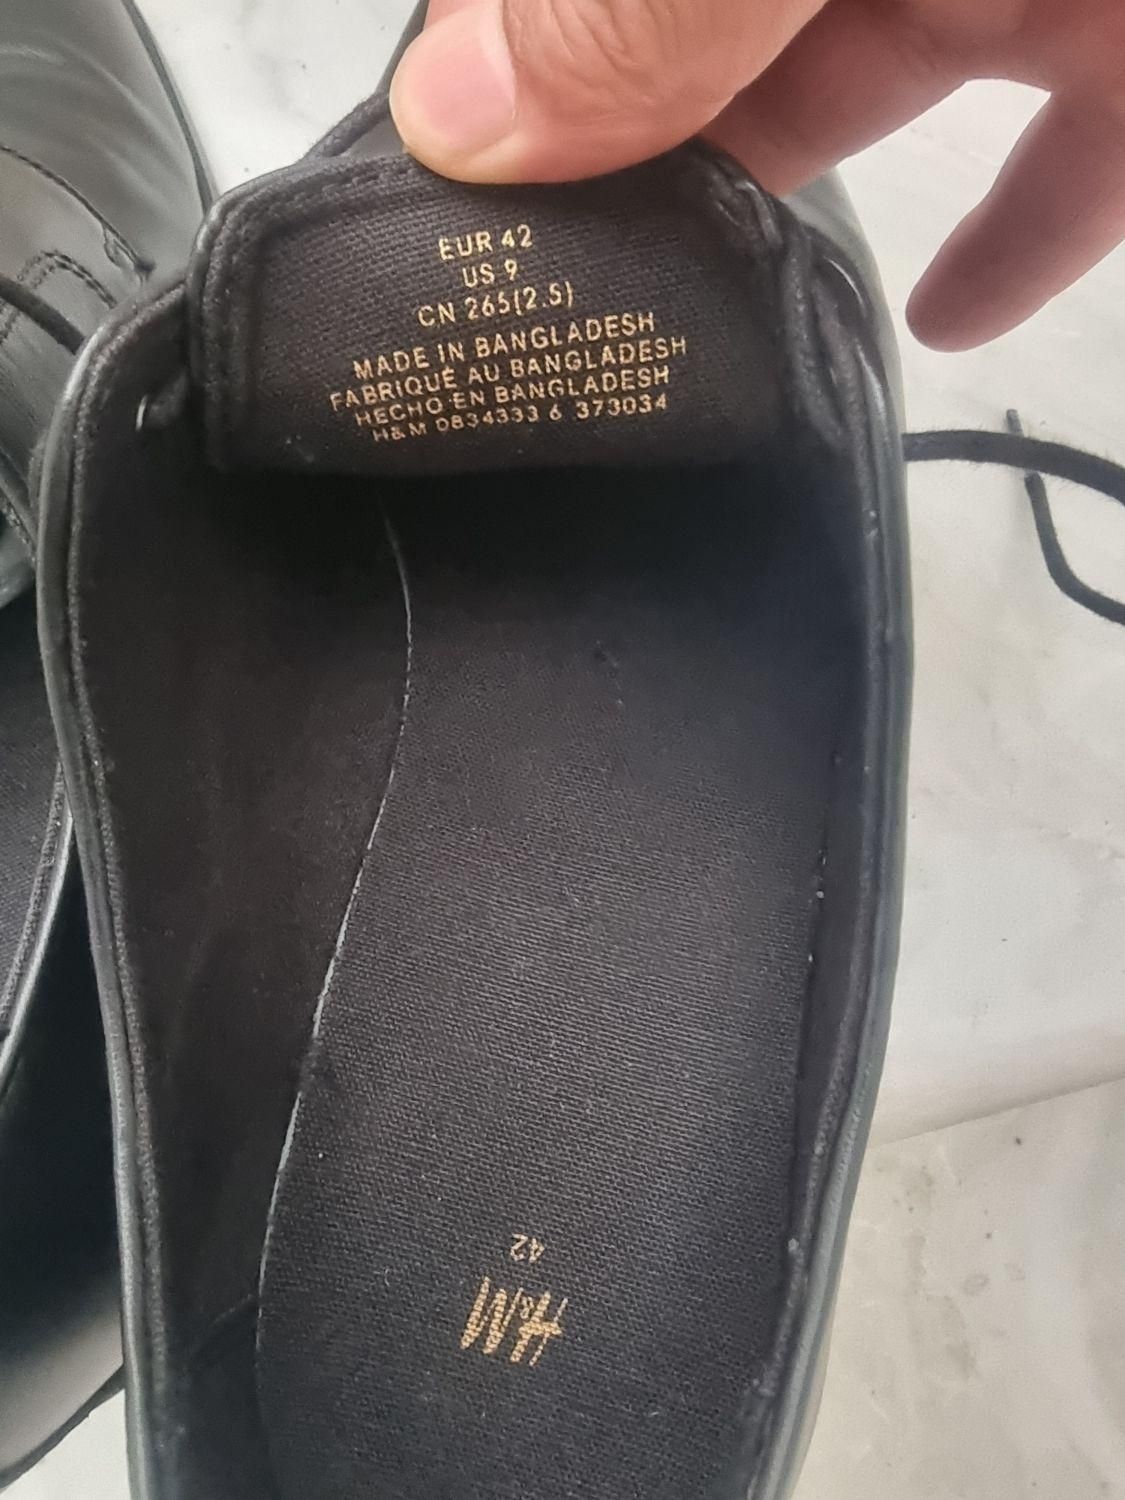 EUR 42
US 9
CN 265(2.5)
MADE IN BANGLADESH
FABRIQUÉ AU BANGLADESH
HECHO EN BANGLADESH
H&M 0834333 6 373034
42
H&M